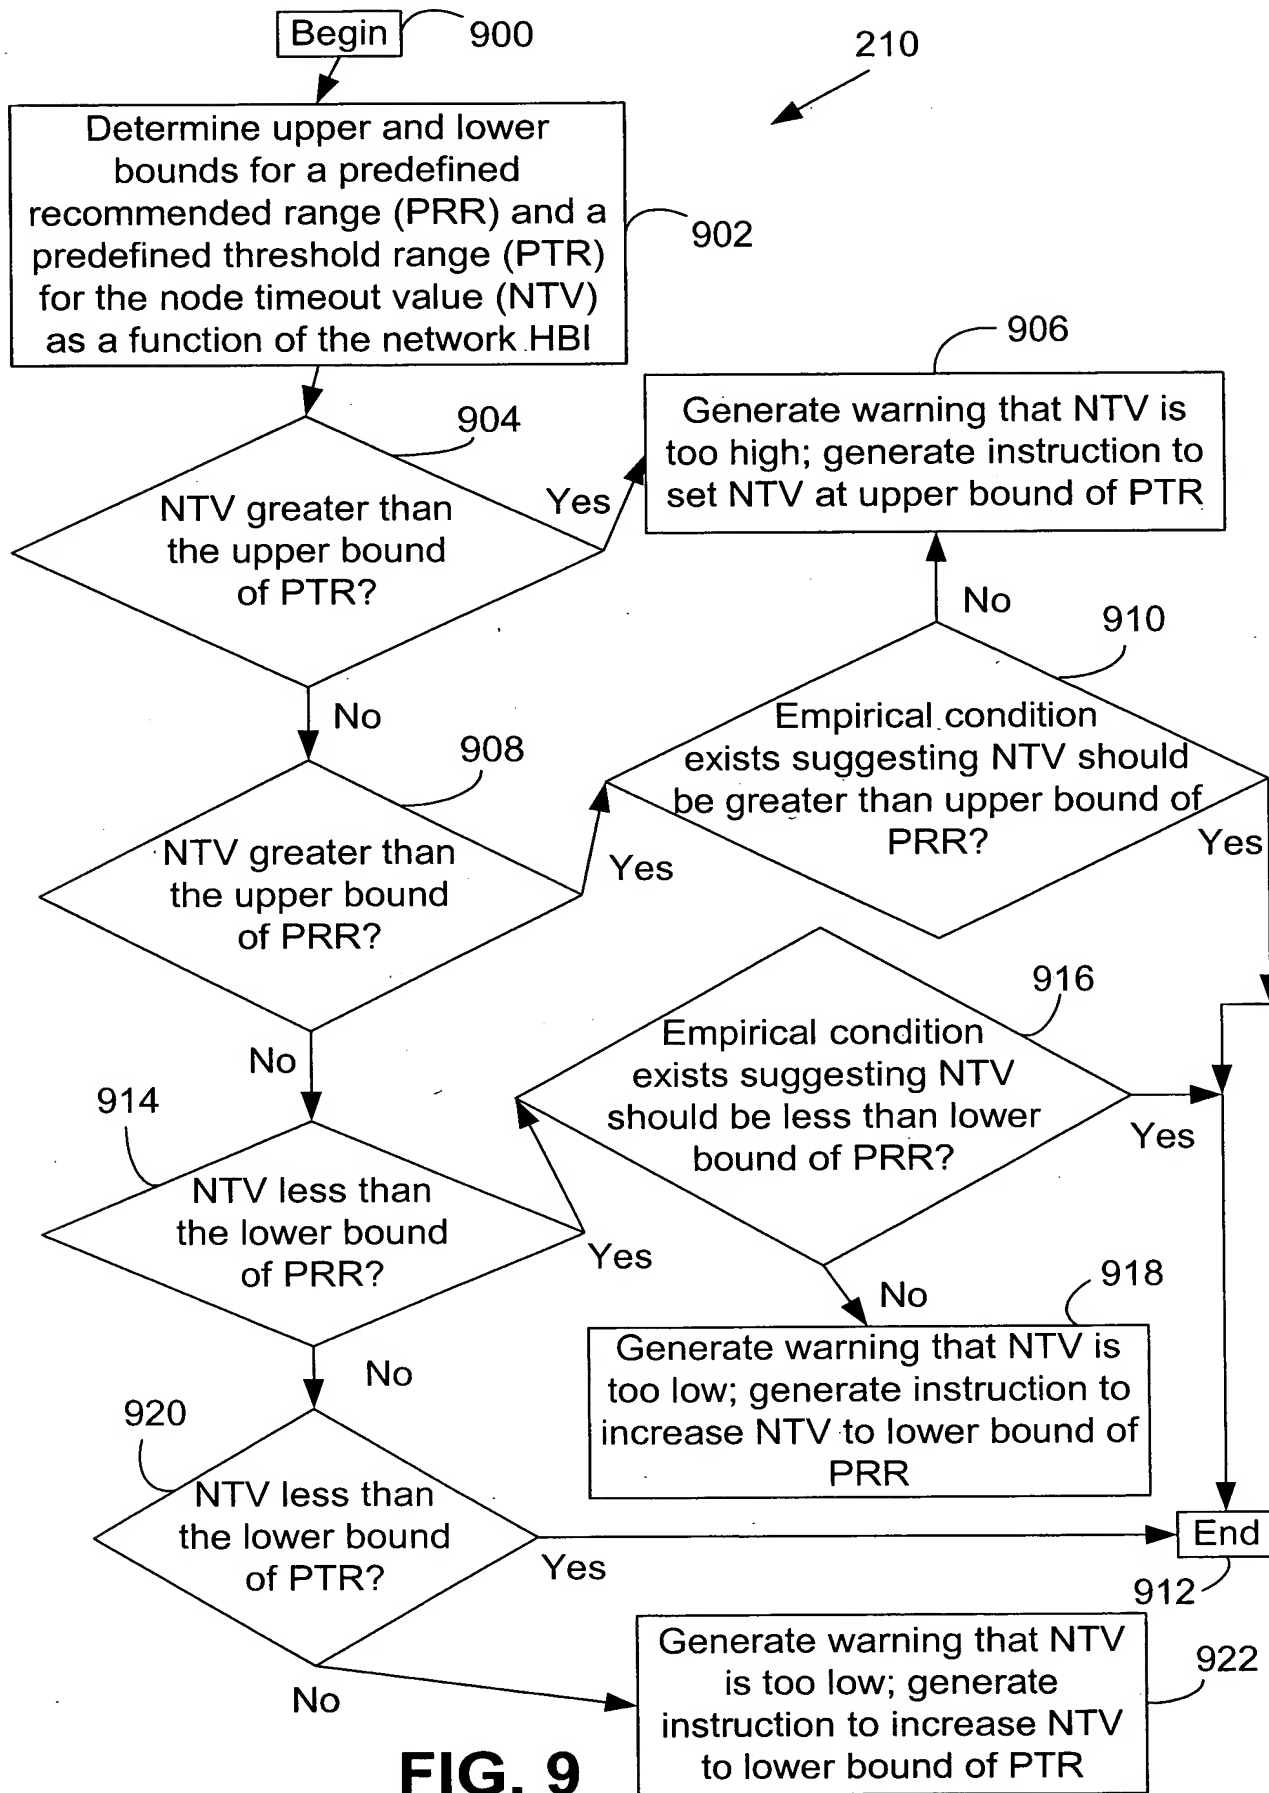 Begin
900
210
Determine upper and lower
bounds for a predefined
recommended range (PRR) and a
predefined threshold range (PTR)
for the node timeout value (NTV)
as a function of the network HBI
902
904
NTV greater than
the upper bound
of PTR?
Yes
906
Generate warning that NTV is
too high; generate instruction to
set NTV at upper bound of PTR
No
No
908
NTV greater than
the upper bound
of PRR?
Yes
910
Empirical condition
exists suggesting NTV should
be greater than upper bound of
PRR?
Yes
No
914
NTV less than
the lower bound
of PRR?
Yes
916
Empirical condition
exists suggesting NTV
should be less than lower
bound of PRR?
Yes
No
918
Generate warning that NTV is
too low; generate instruction to
increase NTV to lower bound of
PRR
No
920
NTV less than
the lower bound
of PTR?
Yes
End
912
No
Generate warning that NTV
is too low; generate
instruction to increase NTV
to lower bound of PTR
922
FIG. 9